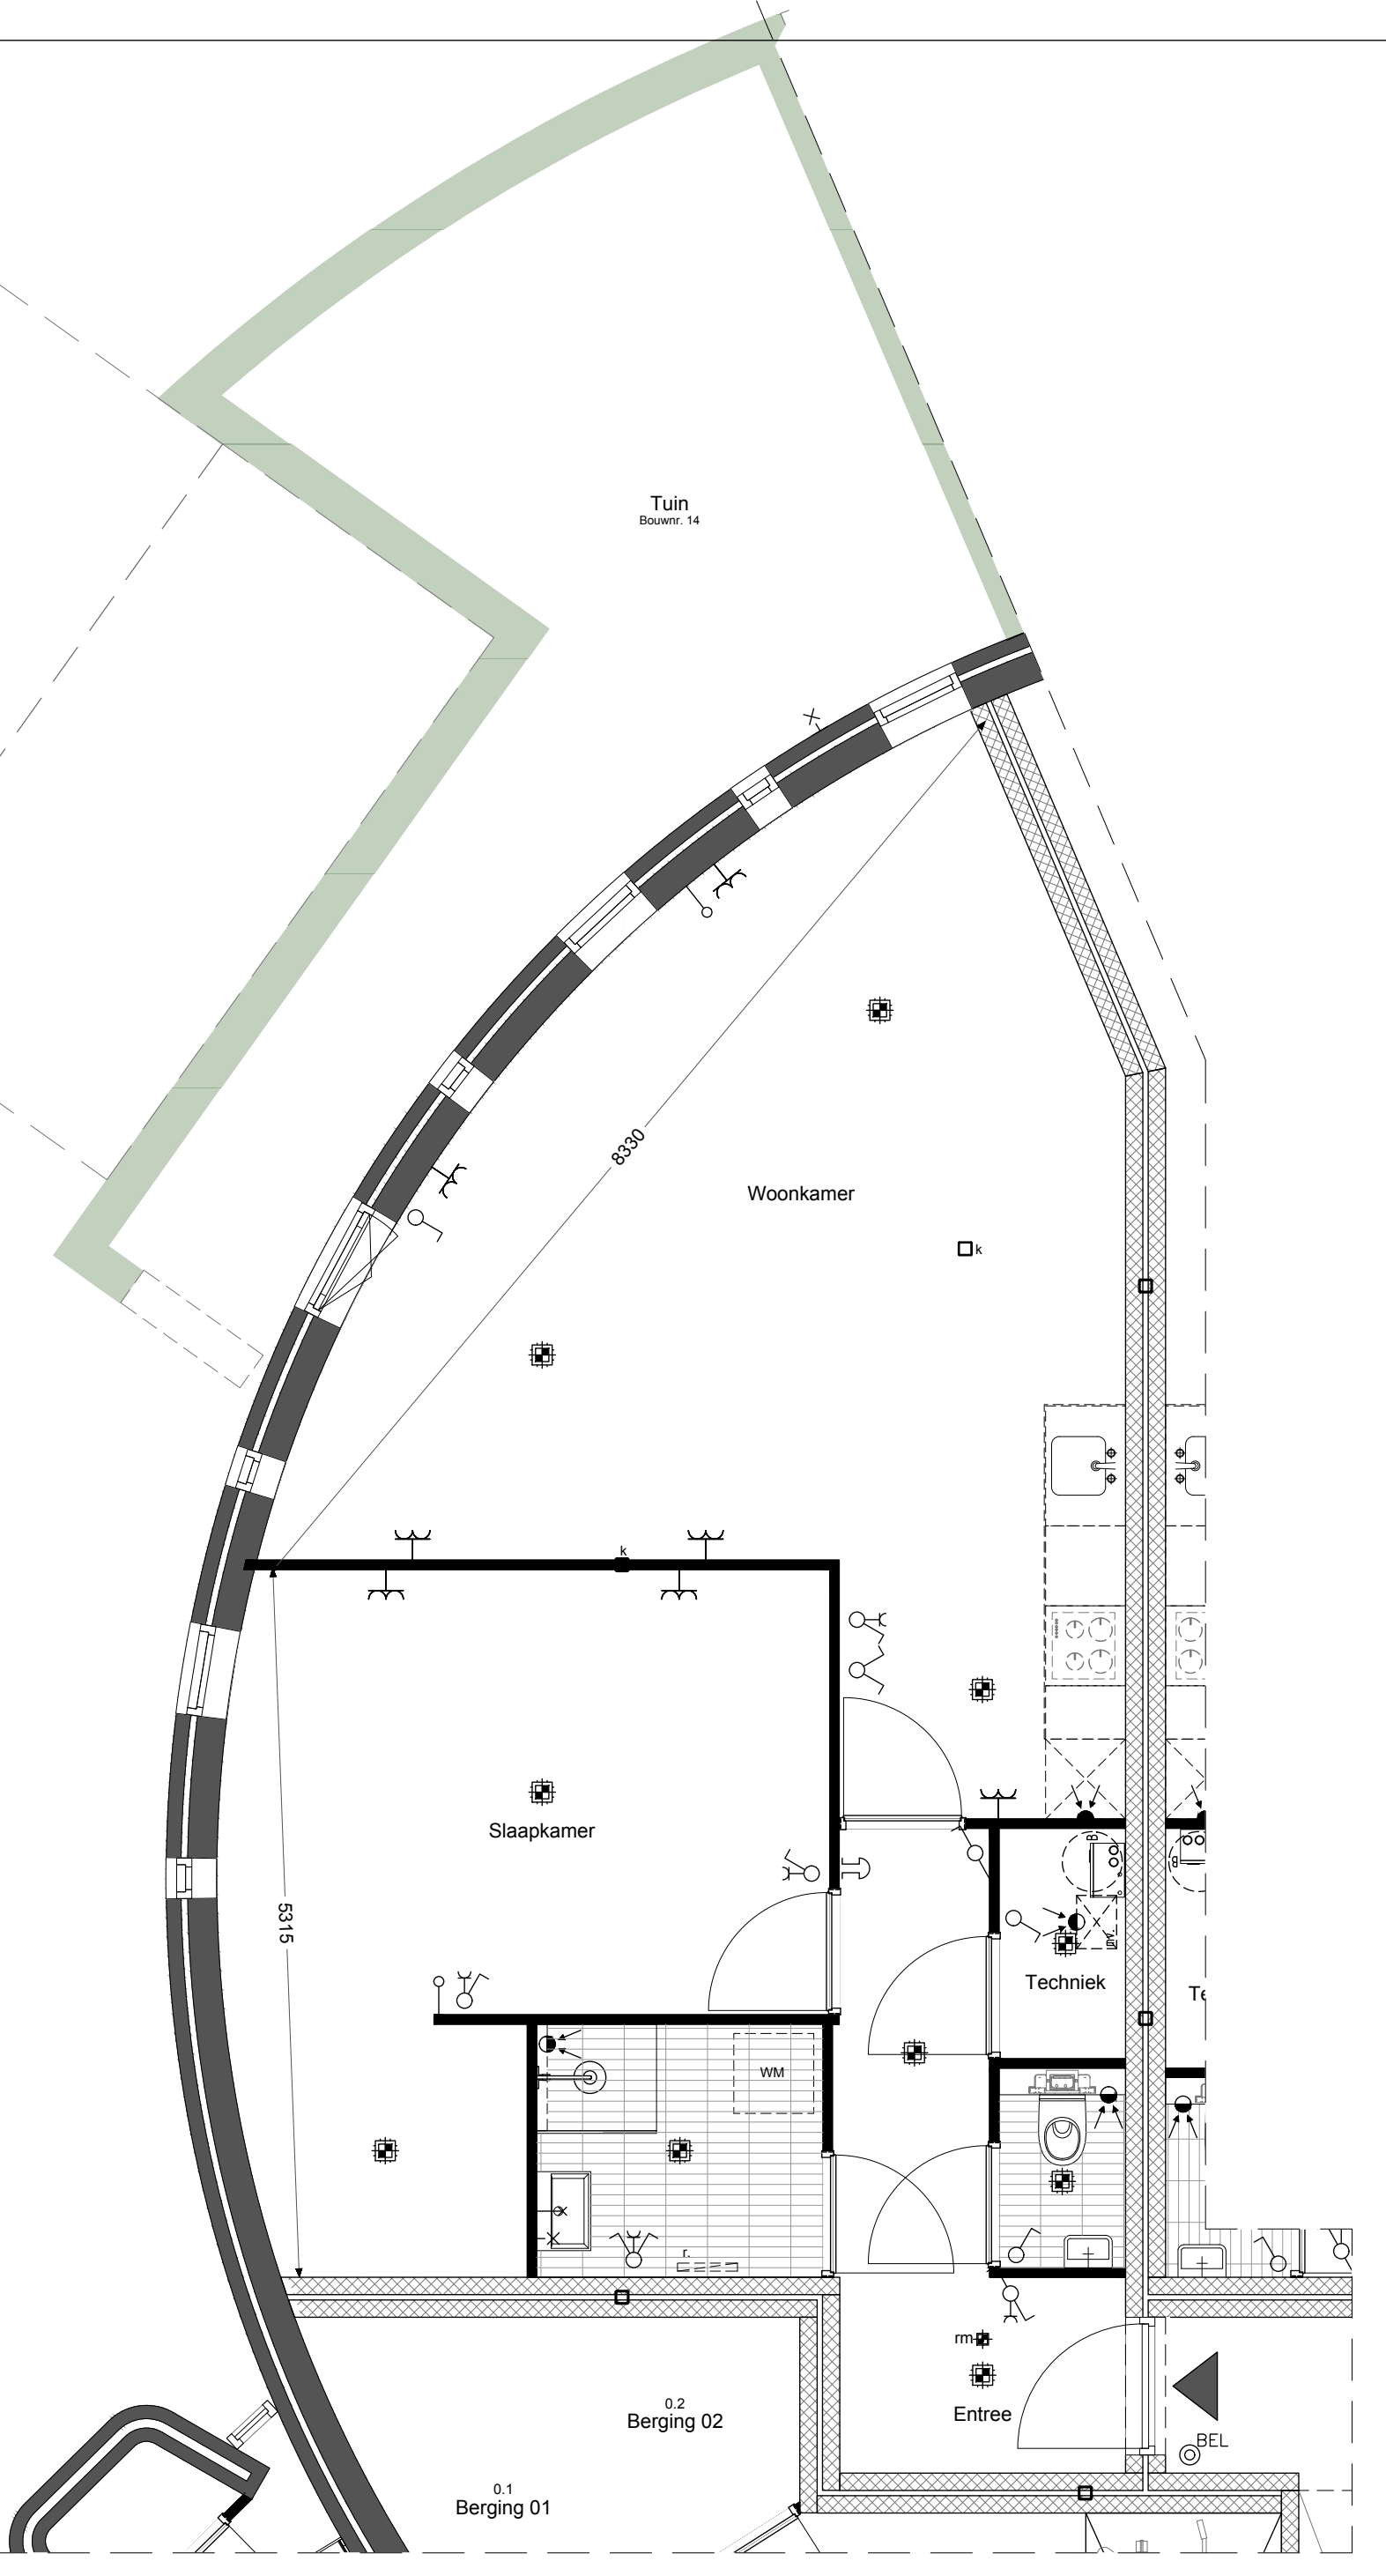 Tuin
Bouwnr. 14
8330
Woonkamer
k
k
Slaapkamer
5315
Techniek
Te
WM
r.
rm
Entree
BEL
0.2
Berging 02
0.1
Berging 01